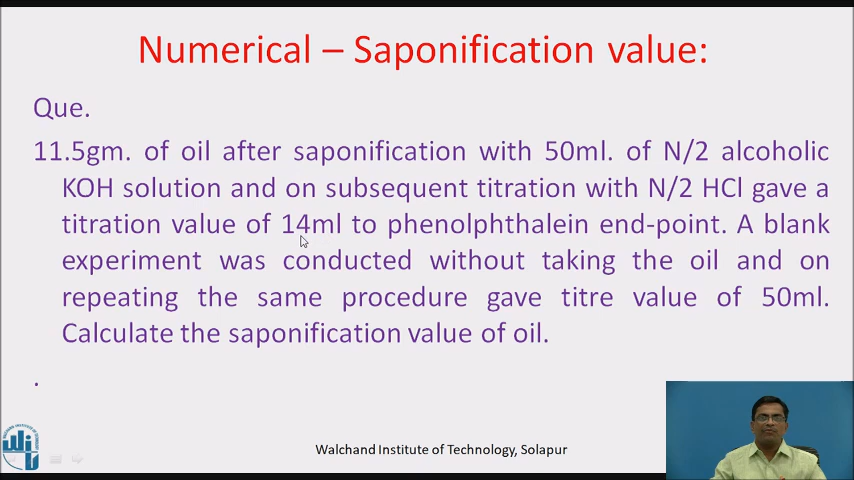 Numerical – Saponification value:
Que.
11.5gm. of oil after saponification with 50ml. of N/2 alcoholic
KOH solution and on subsequent titration with N/2 HCl gave a
titration value of 14ml to phenolphthalein end-point. A blank
experiment was conducted without taking the oil and on
repeating the same procedure gave titre value of 50ml.
Calculate the saponification value of oil.
.
Walchand Institute of Technology, Solapur